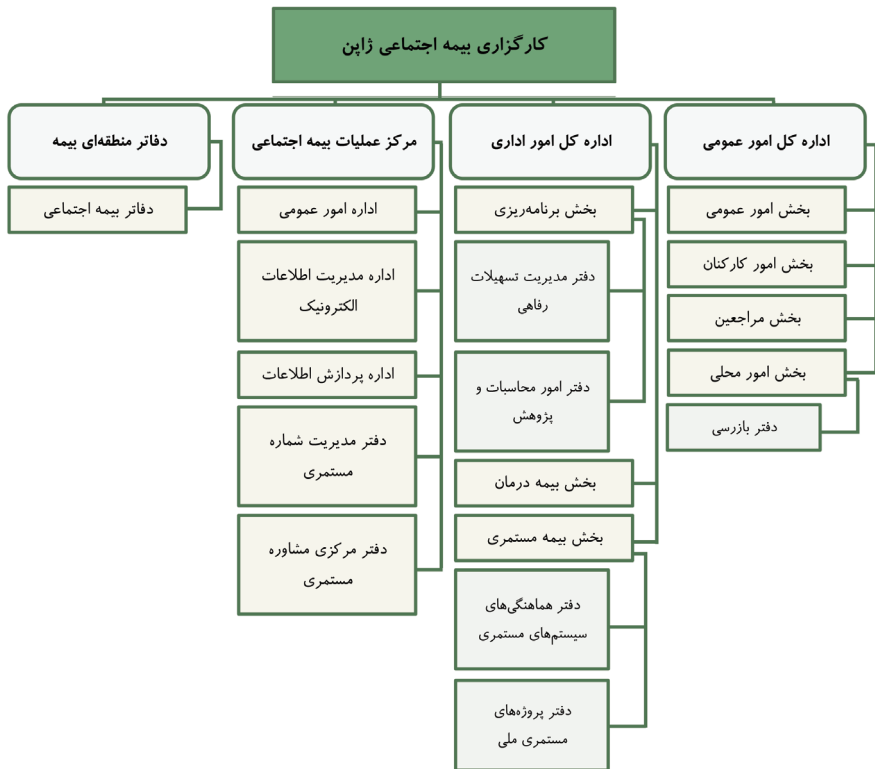 کارگزاری بیمه اجتماعی ژاپن
اداره کل امور عمومی
بخش امور عمومی
بخش امور کارکنان
بخش مراجعین
بخش امور محلی
دفتر بازرسی
اداره کل امور اداری
بخش برنامه‌ریزی
دفتر مدیریت تسهیلات
رفاهی
دفتر امور محاسبات و
پژوهش
بخش بیمه درمان
بخش بیمه مستمری
دفتر هماهنگی‌های
سیستم‌های مستمری
دفتر پروژه‌های
مستمری ملی
مرکز عملیات بیمه اجتماعی
اداره امور عمومی
اداره مدیریت اطلاعات
الکترونیک
اداره پردازش اطلاعات
دفتر مدیریت شماره
مستمری
دفتر مرکزی مشاوره
مستمری
دفاتر منطقه‌ای بیمه
دفاتر بیمه اجتماعی